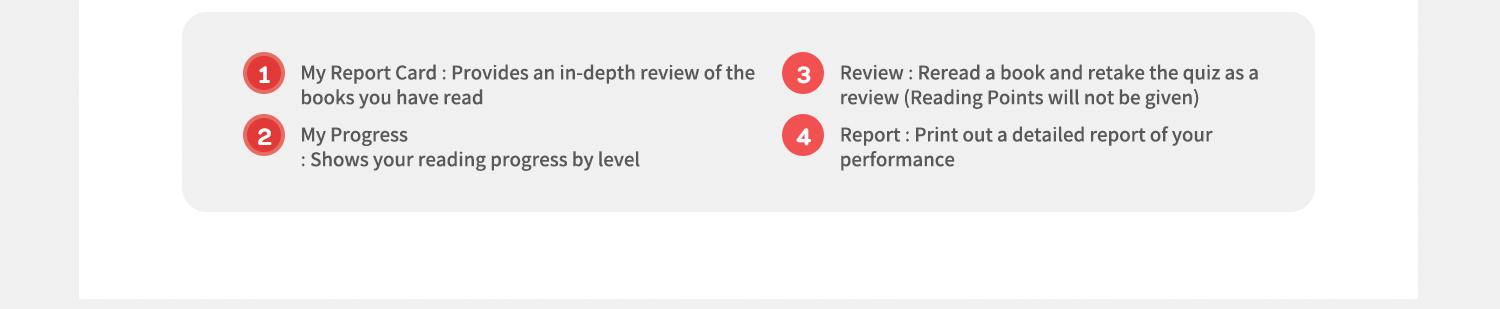 1 My Report Card : Provides an in-depth review of the
books you have read
2 My Progress
: Shows your reading progress by level
3 Review : Reread a book and retake the quiz as a
review (Reading Points will not be given)
4 Report : Print out a detailed report of your
performance